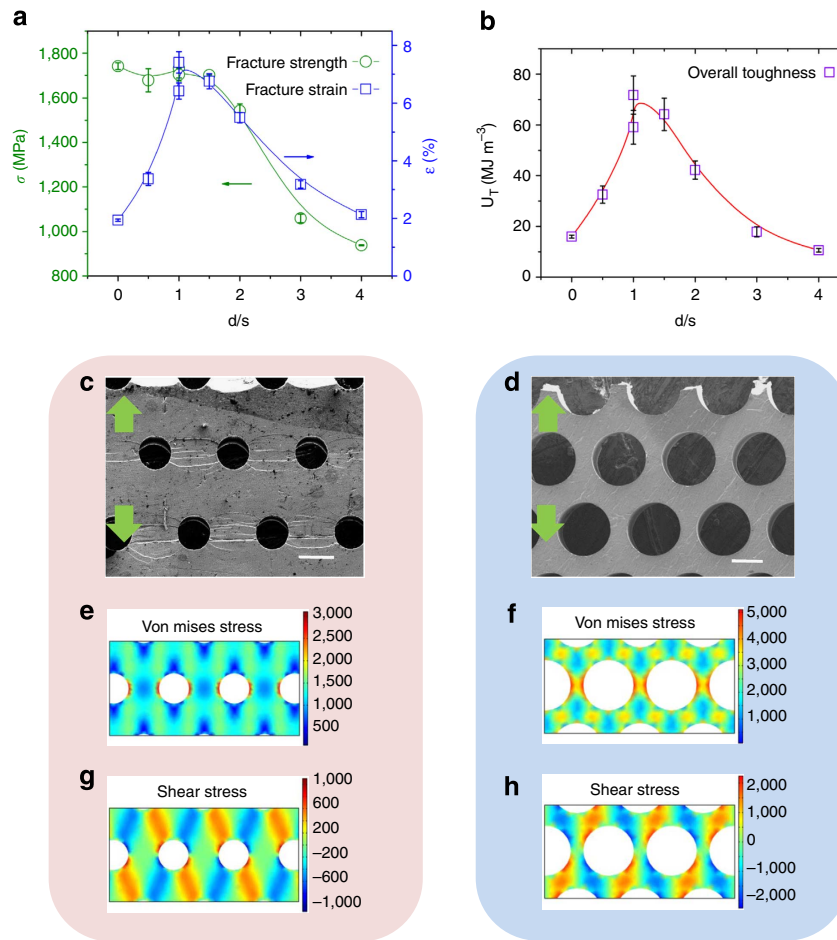 a
1,800
1,600
1,400
1,200
1,000
800
σ (MPa)
Fracture strength
Fracture strain
8
6
4
2
0
ε (%)
0 1 2 3 4
d/s
b
80
60
40
20
0
U_T (MJ m⁻³)
Overall toughness
0 1 2 3 4
d/s
c
d
e
Von mises stress
3,000
2,500
2,000
1,500
1,000
500
f
Von mises stress
5,000
4,000
3,000
2,000
1,000
g
Shear stress
1,000
600
200
−200
−600
−1,000
h
Shear stress
2,000
1,000
0
−1,000
−2,000